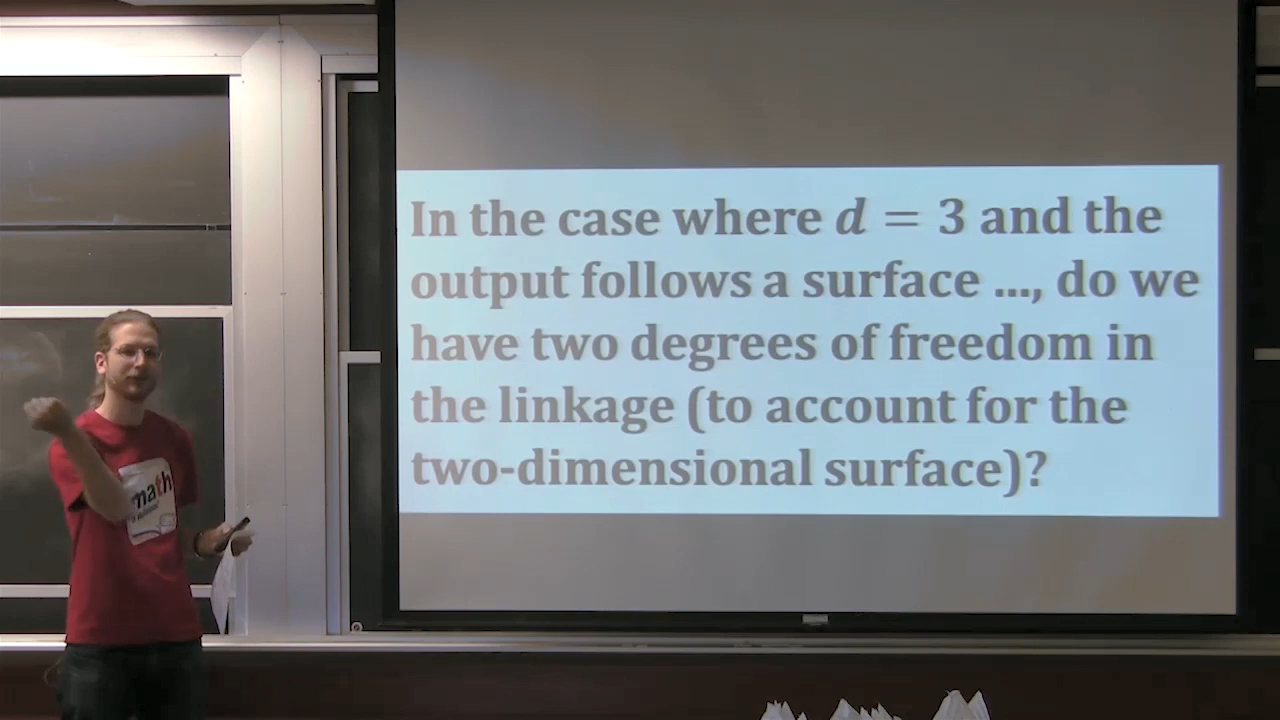 In the case where d = 3 and the
output follows a surface ..., do we
have two degrees of freedom in
the linkage (to account for the
two-dimensional surface)?
math